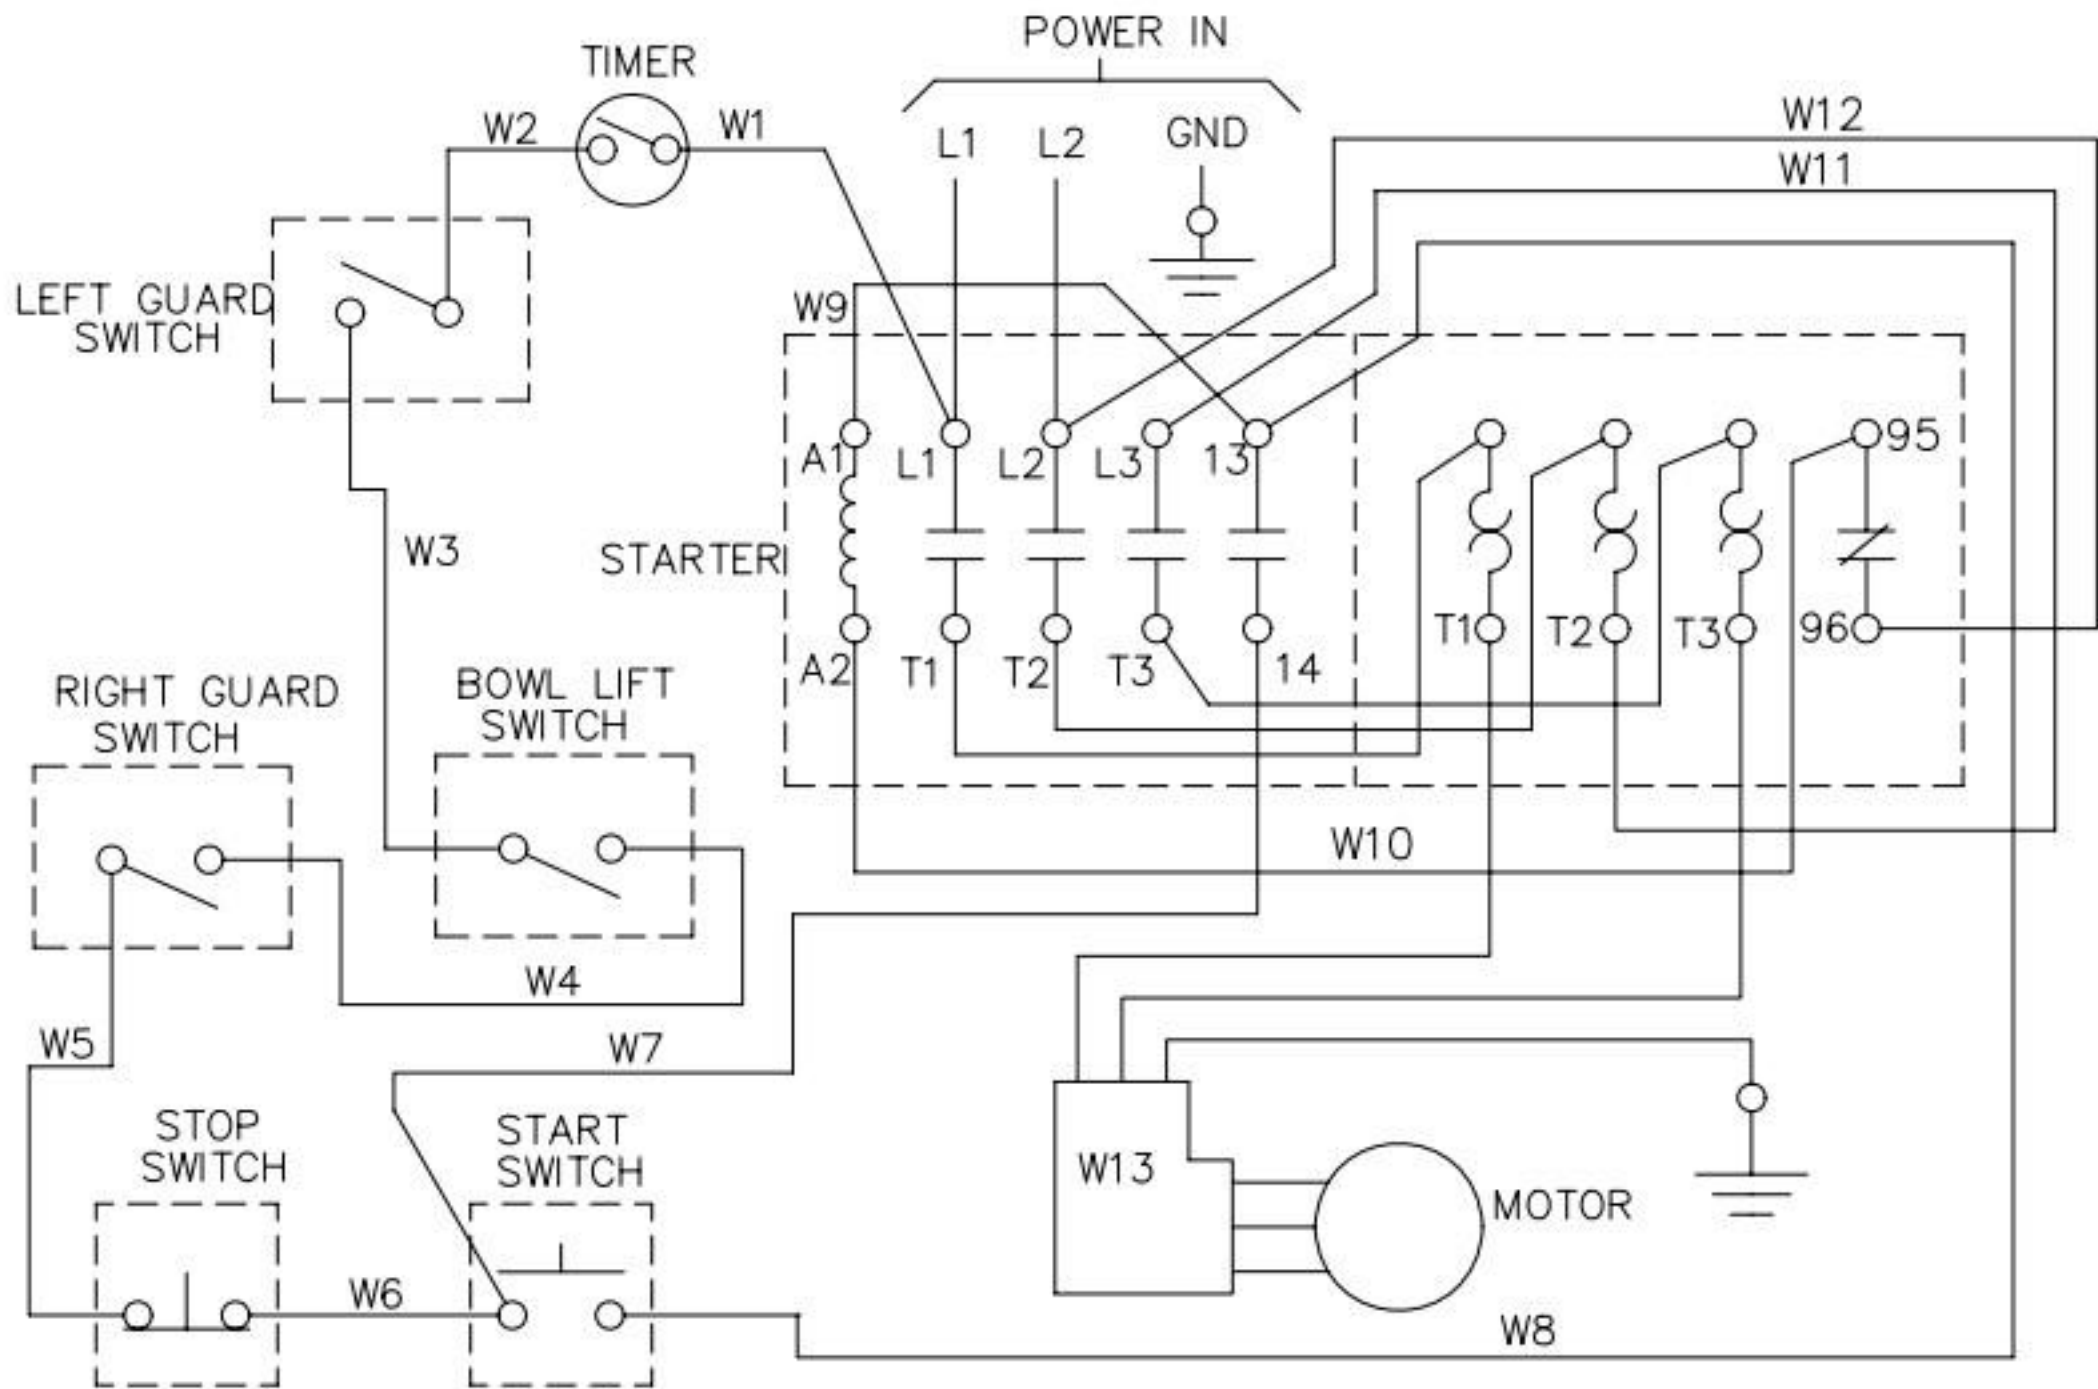 POWER IN
TIMER
W12
W2
W1
L1
L2
GND
W11
LEFT GUARD
SWITCH
W9
A1
L1
L2
L3
13
95
W3
STARTER
T1
T2
T3
96
A2
T1
T2
T3
14
RIGHT GUARD
SWITCH
BOWL LIFT
SWITCH
W10
W4
W5
W7
STOP
SWITCH
START
SWITCH
W13
MOTOR
W6
W8